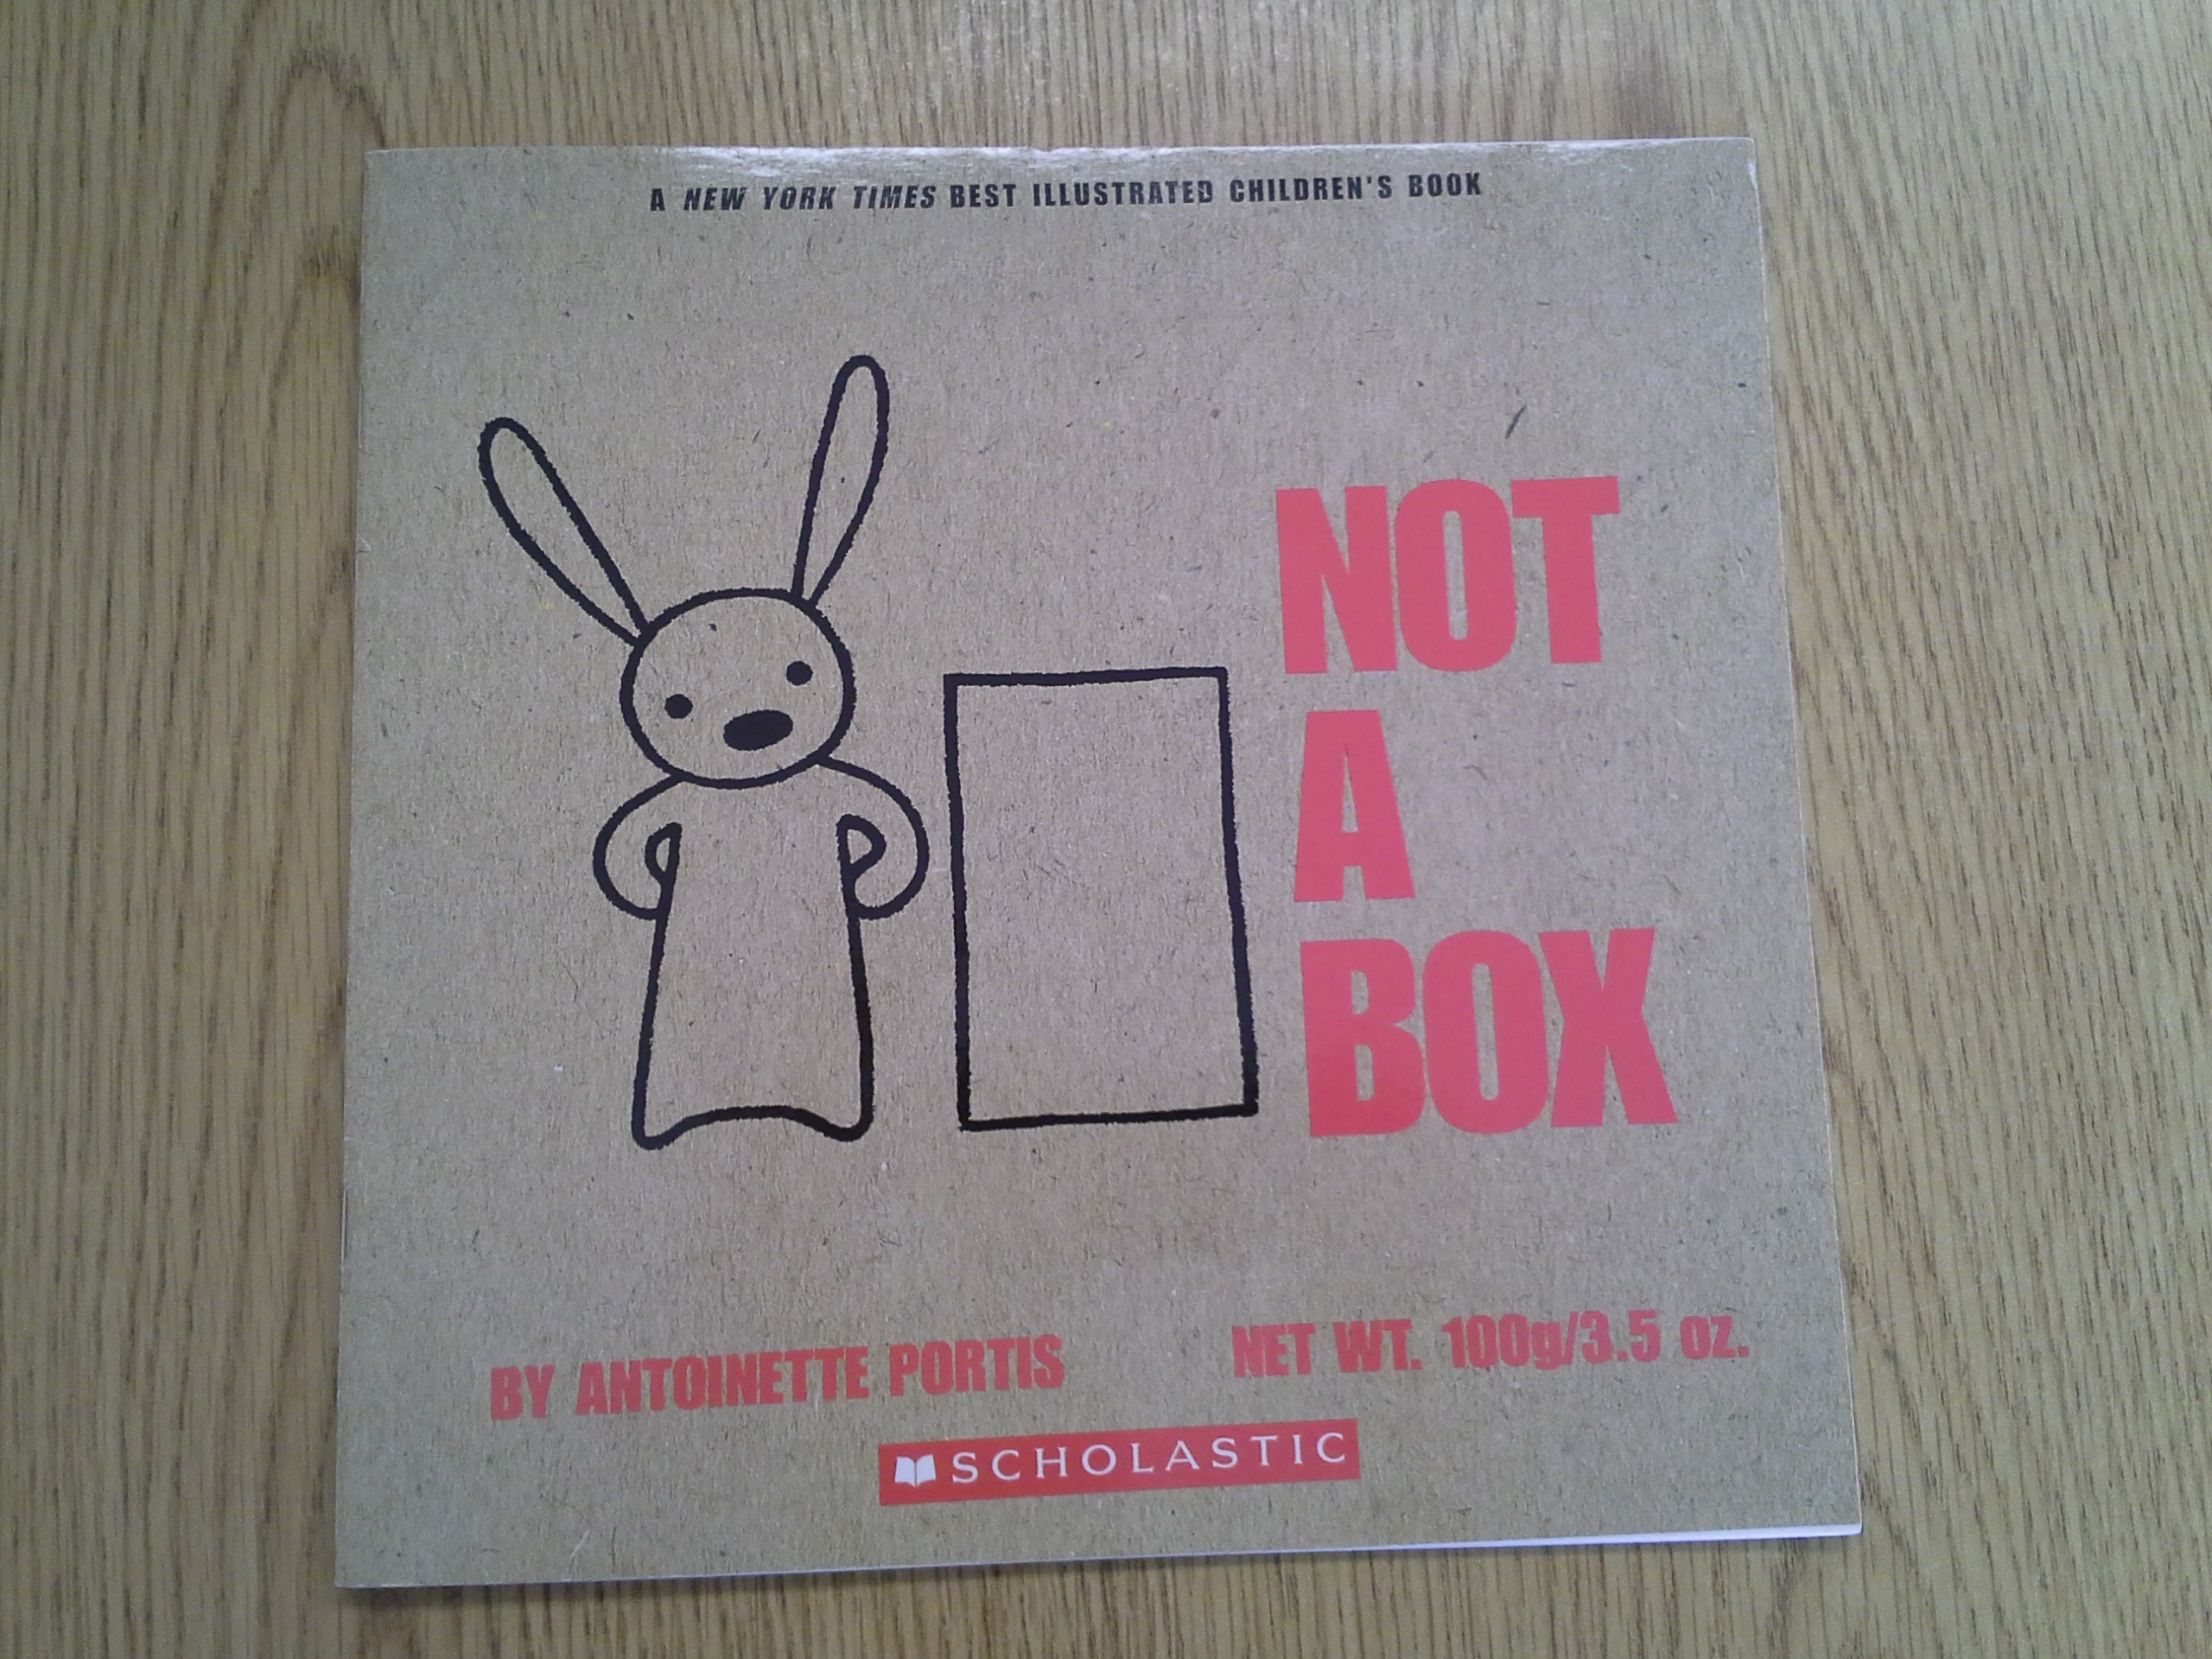 A NEW YORK TIMES BEST ILLUSTRATED CHILDREN'S BOOK
NOT
A
BOX
BY ANTOINETTE PORTIS
NET WT. 100g/3.5 oz.
SCHOLASTIC